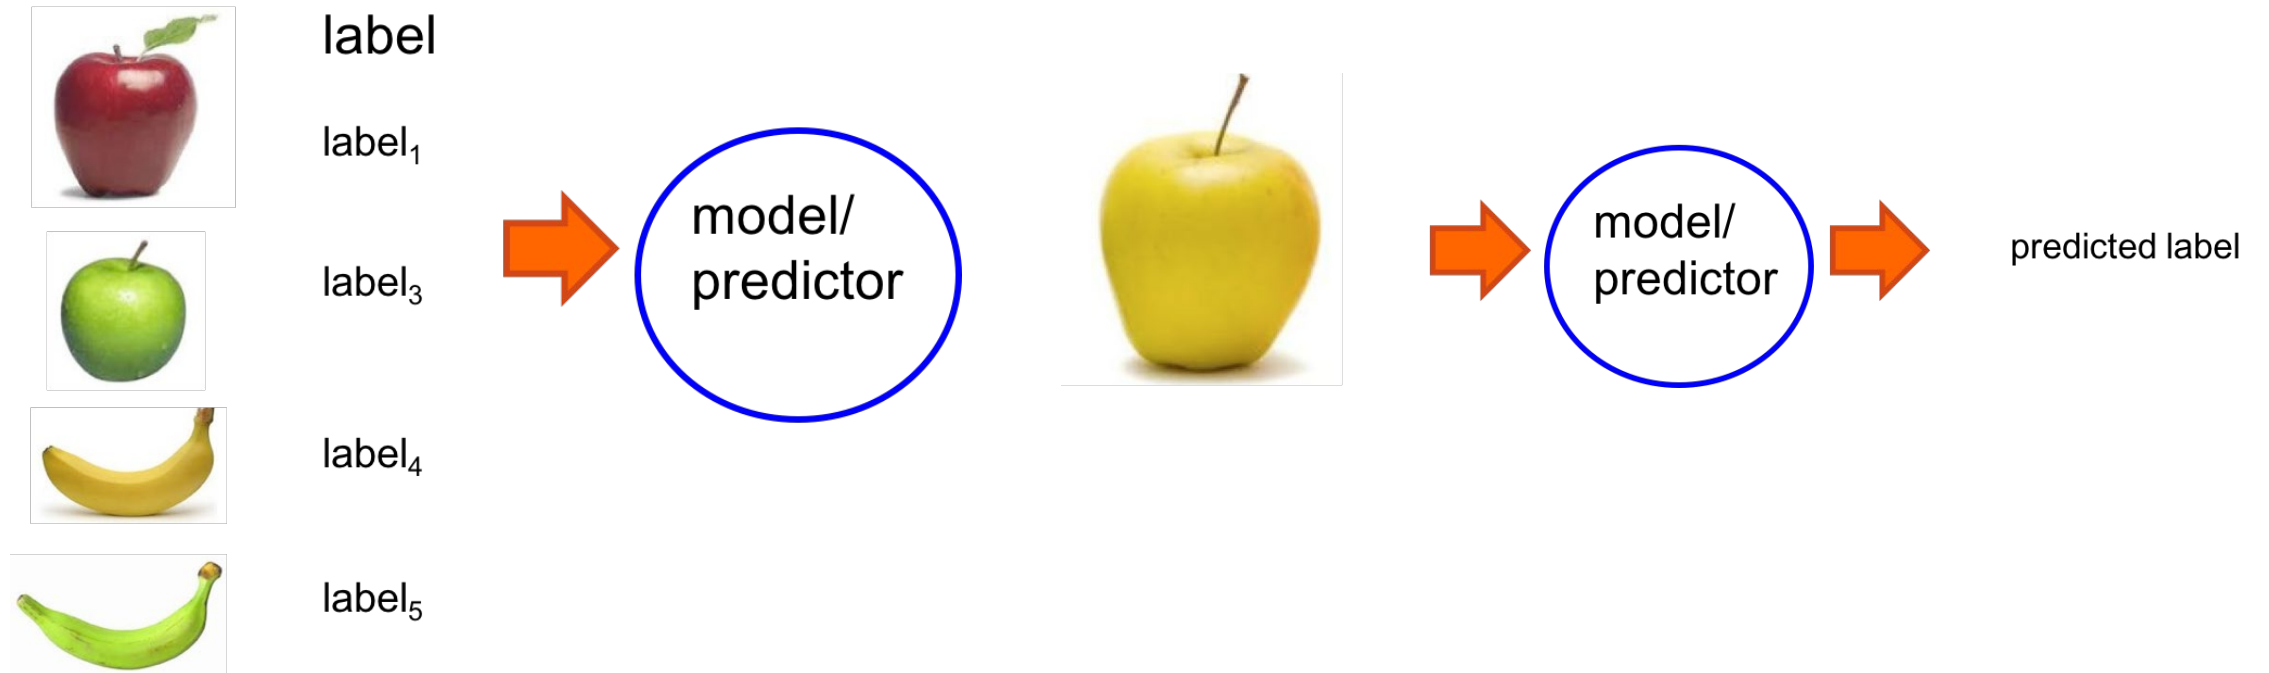 label
label₁
label₃
label₄
label₅
model/
predictor
model/
predictor
predicted label